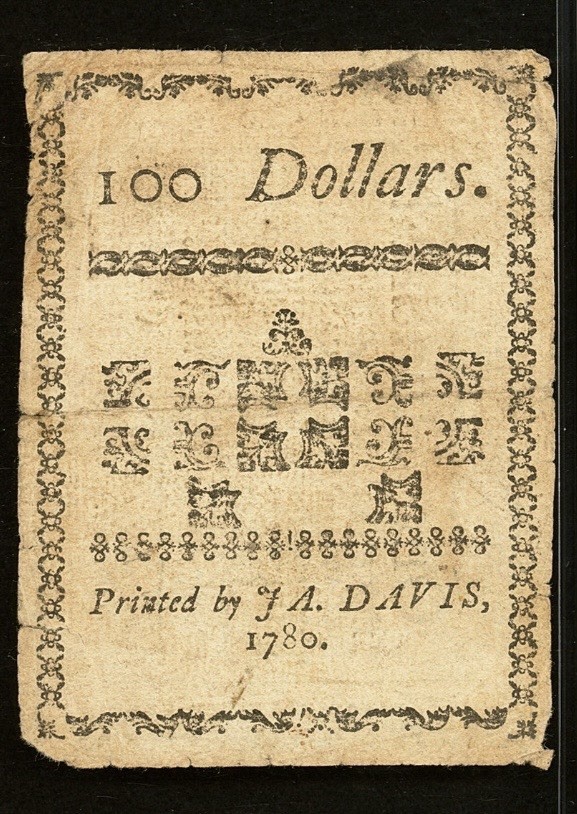 100 Dollars.
Printed by J A. DAVIS,
1780.